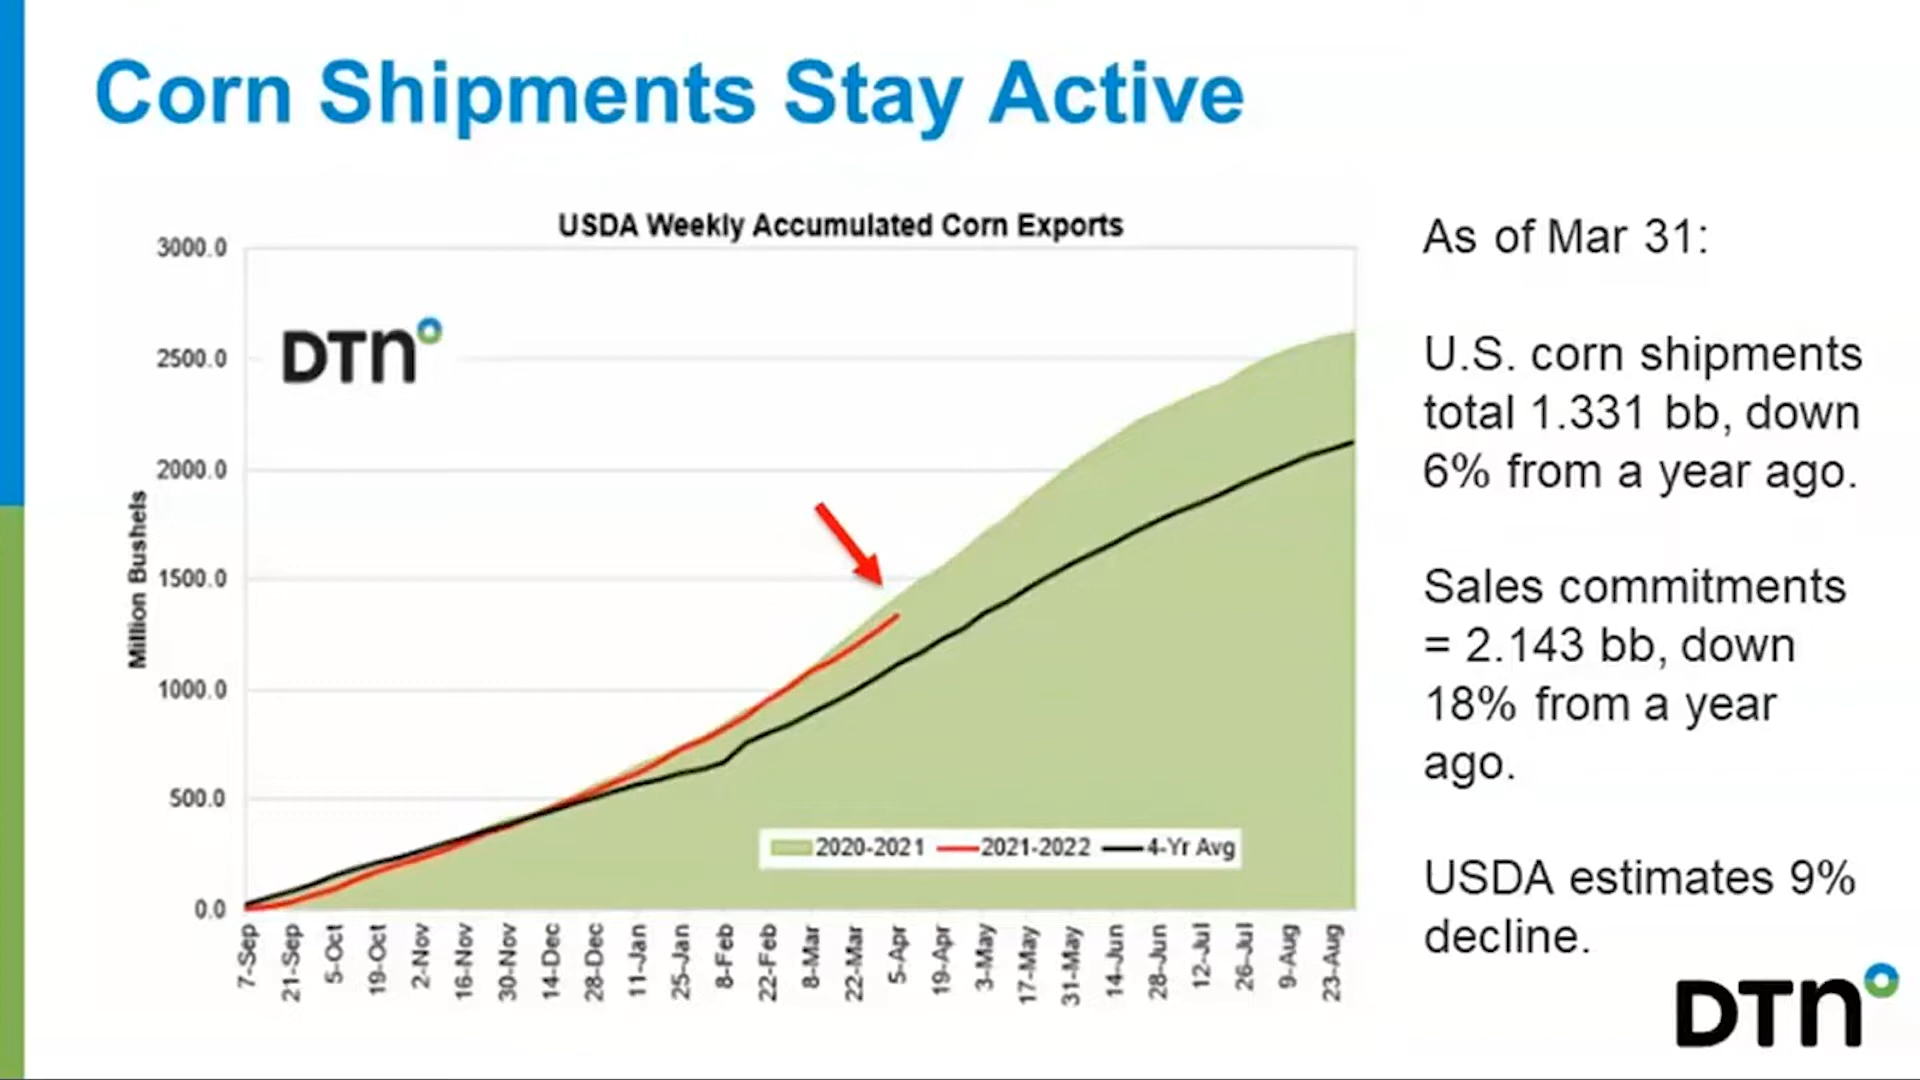 Corn Shipments Stay Active
USDA Weekly Accumulated Corn Exports
3000.0
2500.0
2000.0
1500.0
1000.0
500.0
0.0
Million Bushels
DTN
2020-2021
2021-2022
4-Yr Avg
7-Sep
21-Sep
5-Oct
19-Oct
2-Nov
16-Nov
30-Nov
14-Dec
28-Dec
11-Jan
25-Jan
8-Feb
22-Feb
8-Mar
22-Mar
5-Apr
19-Apr
3-May
17-May
31-May
14-Jun
28-Jun
12-Jul
26-Jul
9-Aug
23-Aug
As of Mar 31:
U.S. corn shipments
total 1.331 bb, down
6% from a year ago.
Sales commitments
= 2.143 bb, down
18% from a year
ago.
USDA estimates 9%
decline.
DTN